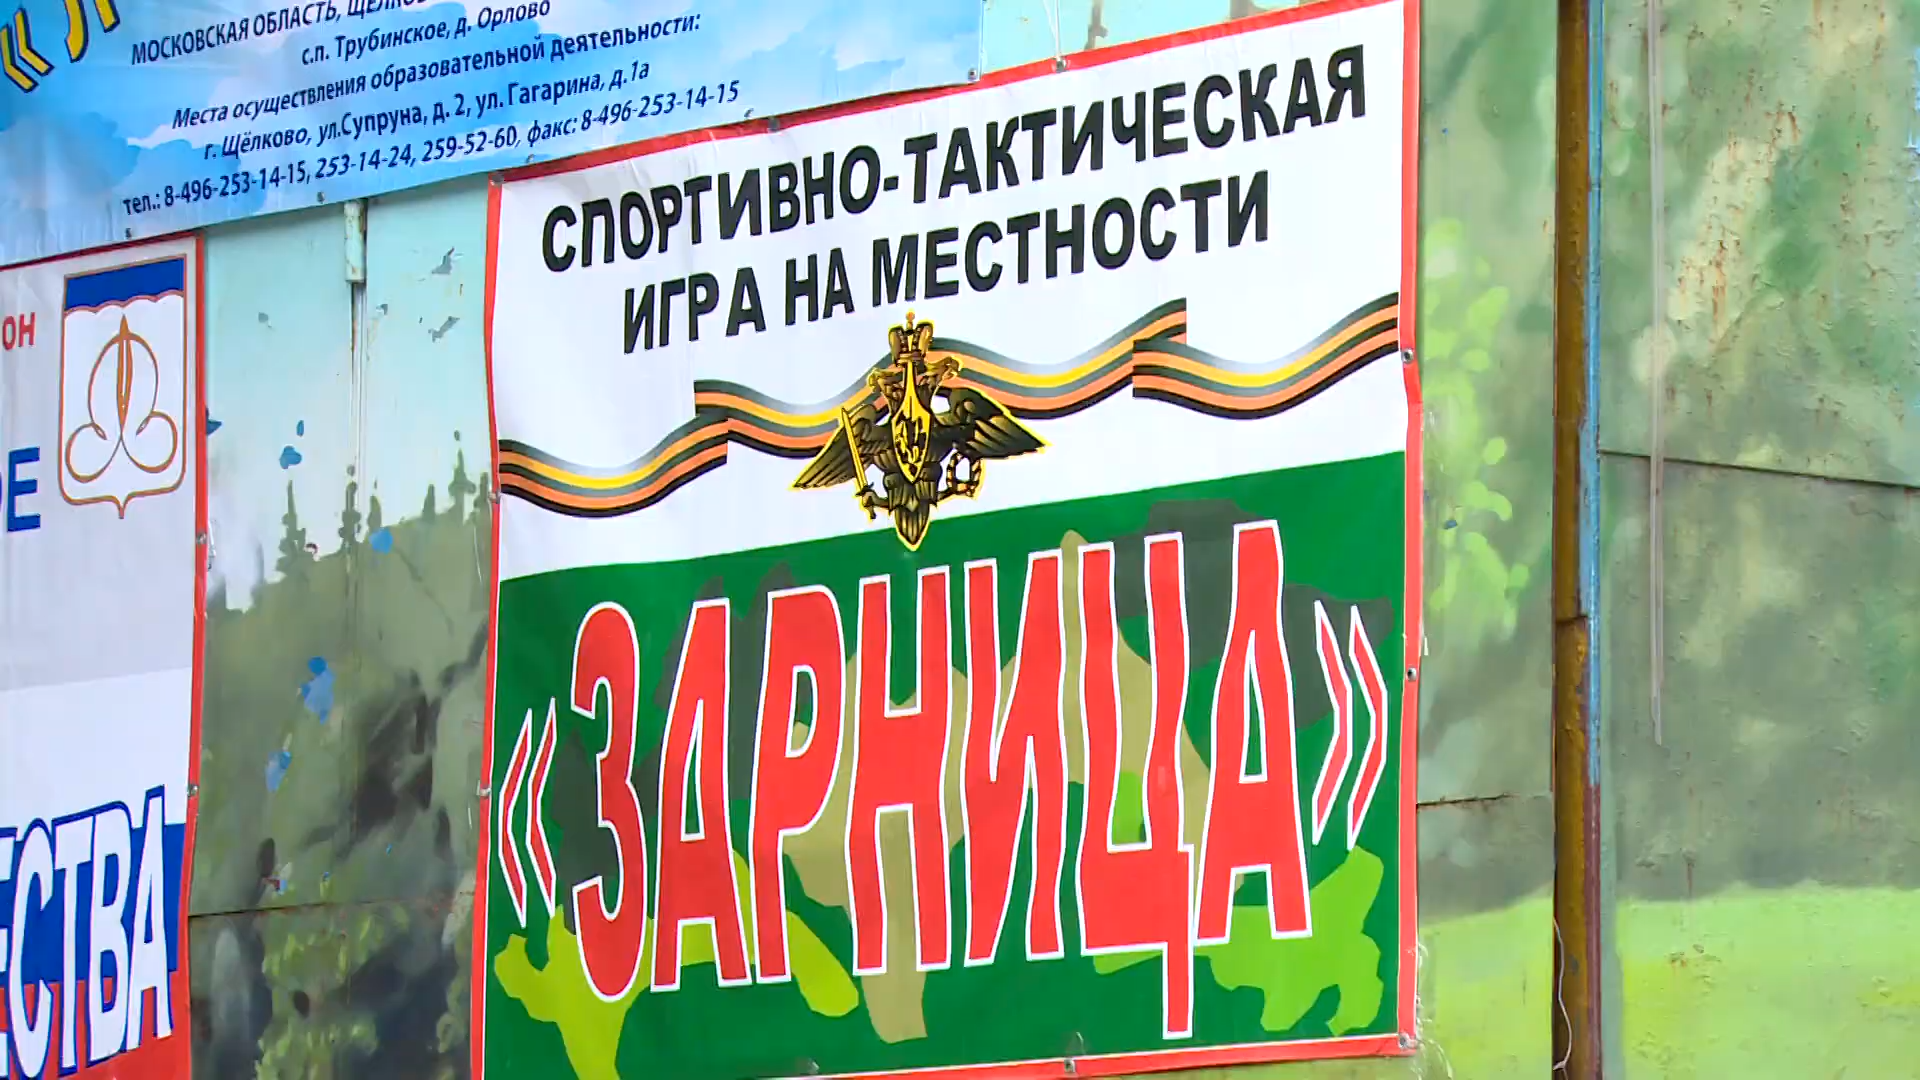 МОСКОВСКАЯ ОБЛАСТЬ,
с.п. Трубинское, д. Орлово
Места осуществления образовательной деятельности:
г. Щёлково, ул.Супруна, д. 2, ул. Гагарина, д.1а
тел.: 8-496-253-14-15, 253-14-24, 259-52-60, факс: 8-496-253-14-15
СПОРТИВНО-ТАКТИЧЕСКАЯ
ИГРА НА МЕСТНОСТИ
«ЗАРНИЦА»
ОН
ОЕ
ЕСТВА